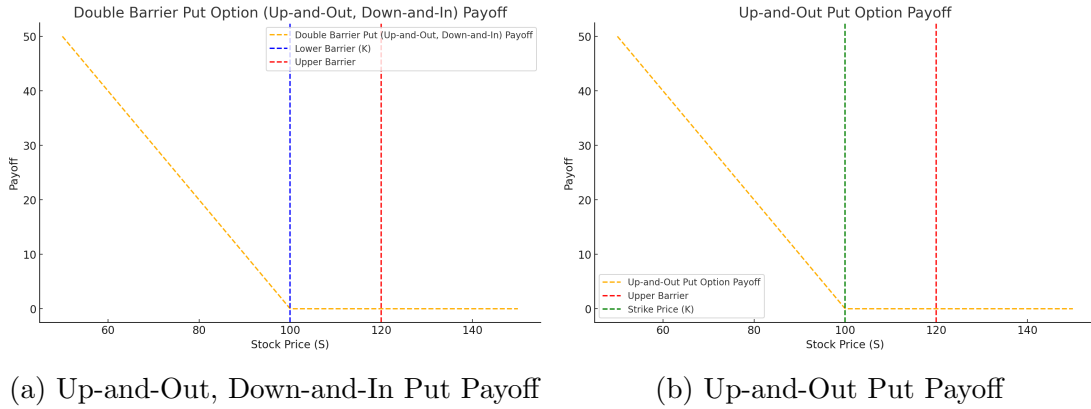 Double Barrier Put Option (Up-and-Out, Down-and-In) Payoff
50
40
30
20
10
0
Payoff
Double Barrier Put (Up-and-Out, Down-and-In) Payoff
Lower Barrier (K)
Upper Barrier
60 80 100 120 140
Stock Price (S)
(a) Up-and-Out, Down-and-In Put Payoff
Up-and-Out Put Option Payoff
50
40
30
20
10
0
Payoff
Up-and-Out Put Option Payoff
Upper Barrier
Strike Price (K)
60 80 100 120 140
Stock Price (S)
(b) Up-and-Out Put Payoff